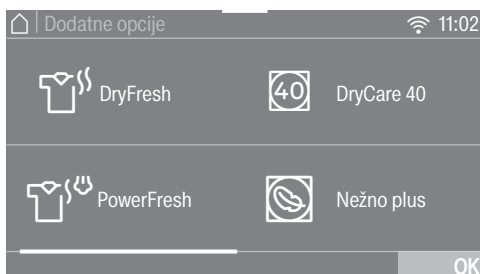 Dodatne opcije 11:02
DryFresh 40 DryCare 40
PowerFresh Nežno plus
OK